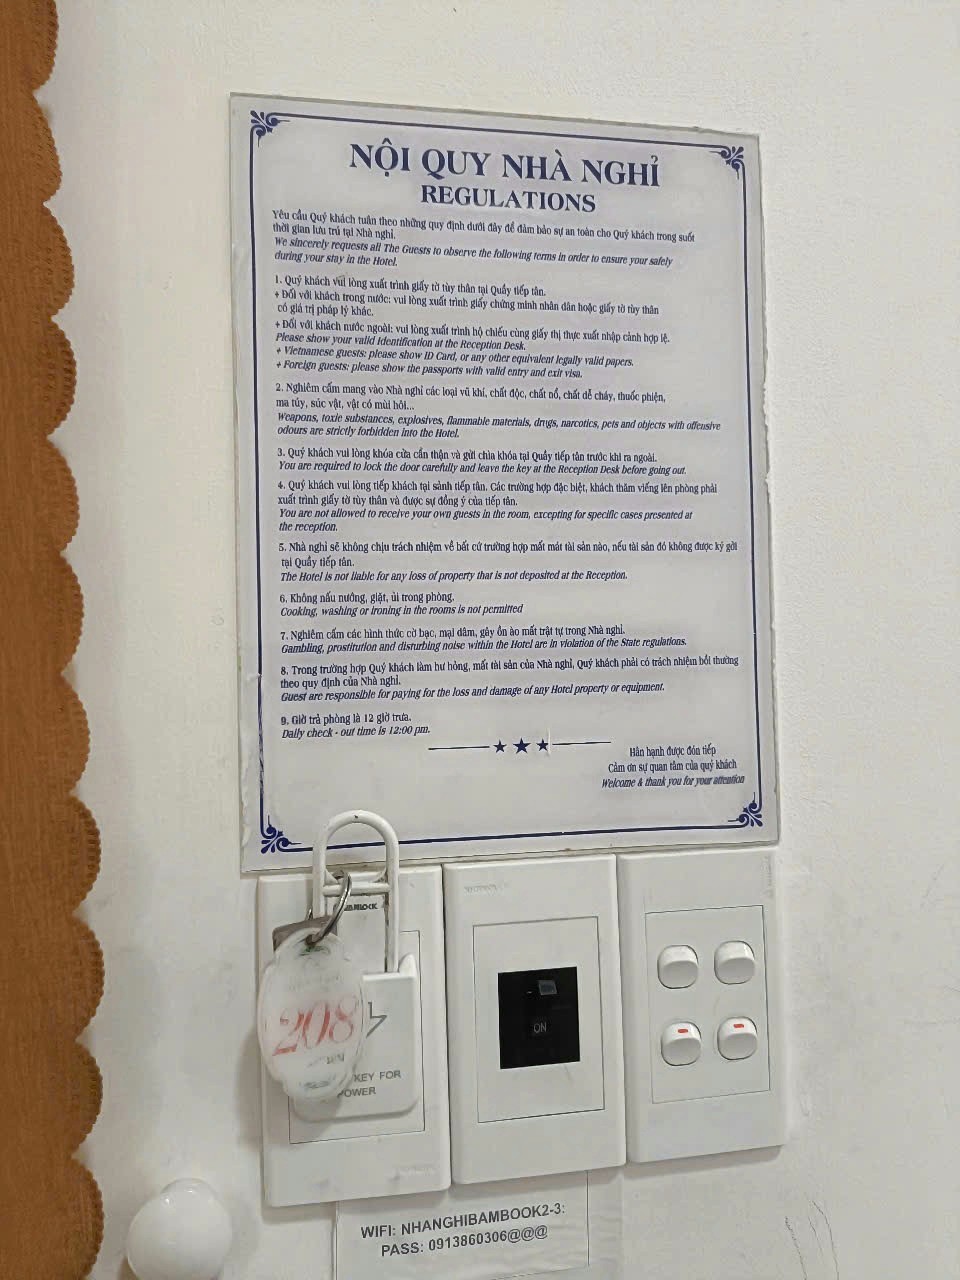 NỘI QUY NHÀ NGHỈ
REGULATIONS
Yêu cầu Quý khách tuân theo những quy định dưới đây để đảm bảo sự an toàn cho Quý khách trong suốt
thời gian lưu trú tại Nhà nghỉ.
We sincerely requests all The Guests to observe the following terms in order to ensure your safely
during your stay in the Hotel.
1. Quý khách vui lòng xuất trình giấy tờ tùy thân tại Quầy tiếp tân.
+ Đối với khách trong nước: vui lòng xuất trình giấy chứng minh nhân dân hoặc giấy tờ tùy thân
có giá trị pháp lý khác.
+ Đối với khách nước ngoài: vui lòng xuất trình hộ chiếu cùng giấy thị thực xuất nhập cảnh hợp lệ.
Please show your valid Identification at the Reception Desk.
+ Vietnamese guests: please show ID Card, or any other equivalent legally valid papers.
+ Foreign guests: please show the passports with valid entry and exit visa.
2. Nghiêm cấm mang vào Nhà nghỉ các loại vũ khí, chất độc, chất nổ, chất dễ cháy, thuốc phiện,
ma túy, súc vật, vật có mùi hôi...
Weapons, toxic substances, explosives, flammable materials, drugs, narcotics, pets and objects with offensive
odours are strictly forbidden into the Hotel.
3. Quý khách vui lòng khóa cửa cẩn thận và gửi chìa khóa tại Quầy tiếp tân trước khi ra ngoài.
You are required to lock the door carefully and leave the key at the Reception Desk before going out.
4. Quý khách vui lòng tiếp khách tại sảnh tiếp tân. Các trường hợp đặc biệt, khách thăm viếng lên phòng phải
xuất trình giấy tờ tùy thân và được sự đồng ý của tiếp tân.
You are not allowed to receive your own guests in the room, excepting for specific cases presented at
the reception.
5. Nhà nghỉ sẽ không chịu trách nhiệm về bất cứ trường hợp mất mát tài sản nào, nếu tài sản đó không được ký gởi
tại Quầy tiếp tân.
The Hotel is not liable for any loss of property that is not deposited at the Reception.
6. Không nấu nướng, giặt, ủi trong phòng.
Cooking, washing or ironing in the rooms is not permitted
7. Nghiêm cấm các hình thức cờ bạc, mại dâm, gây ồn ào mất trật tự trong Nhà nghỉ.
Gambling, prostitution and disturbing noise within the Hotel are in violation of the State regulations.
8. Trong trường hợp Quý khách làm hư hỏng, mất tài sản của Nhà nghỉ, Quý khách phải có trách nhiệm bồi thường
theo quy định của Nhà nghỉ.
Guest are responsible for paying for the loss and damage of any Hotel property or equipment.
9. Giờ trả phòng là 12 giờ trưa.
Daily check - out time is 12:00 pm.
Hân hạnh được đón tiếp
Cảm ơn sự quan tâm của quý khách
Welcome & thank you for your attention
208
KEY FOR
POWER
ON
WIFI: NHANGHIBAMBOOK2-3:
PASS: 0913860306@@@